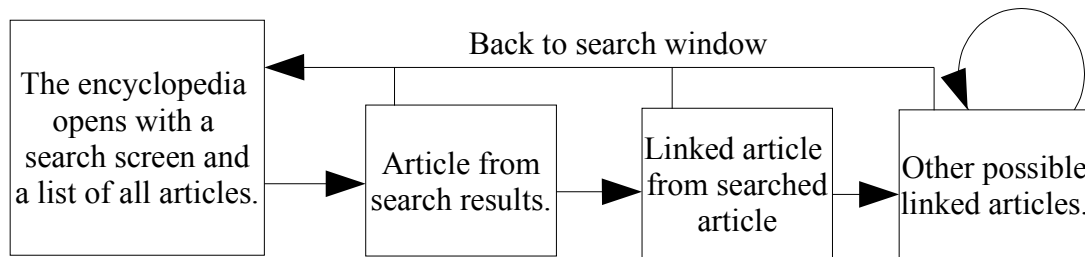 Back to search window
The encyclopedia
opens with a
search screen and
a list of all articles.
Article from
search results.
Linked article
from searched
article
Other possible
linked articles.